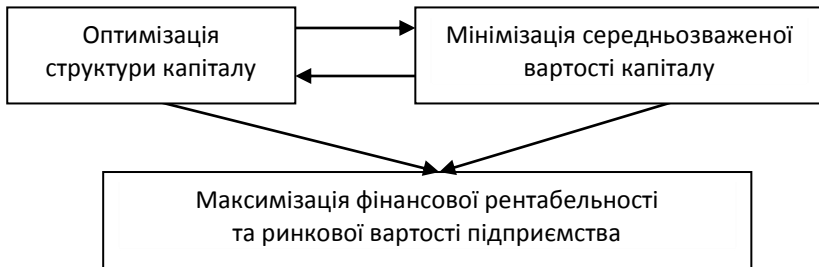 Оптимізація
структури капіталу
Мінімізація середньозваженої
вартості капіталу
Максимізація фінансової рентабельності
та ринкової вартості підприємства